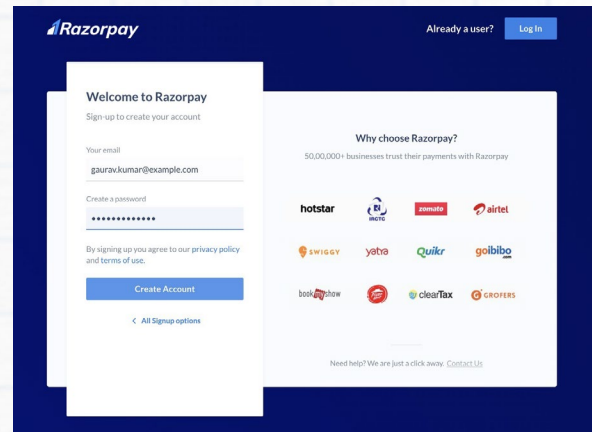 Razorpay
Already a user?
Log In
Welcome to Razorpay
Sign-up to create your account
Your email
gaurav.kumar@example.com
Create a password
•••••••••••••
By signing up you agree to our privacy policy
and terms of use.
Create Account
< All Signup options
Why choose Razorpay?
50,00,000+ businesses trust their payments with Razorpay
hotstar
IRCTC
zomato
airtel
SWIGGY
yatra
Quikr
goibibo
.com
bookmyshow
Pizza Hut
clearTax
GROFERS
Need help? We are just a click away. Contact Us